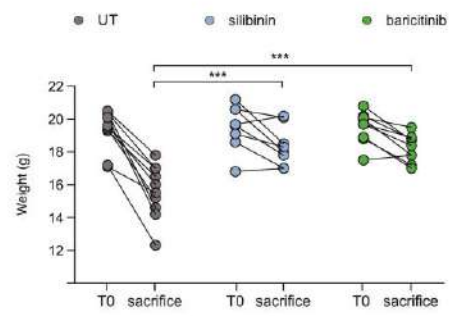 UT silibinin baricitinib
***
***
22
20
18
16
14
12
Weight (g)
T0 sacrifice T0 sacrifice T0 sacrifice